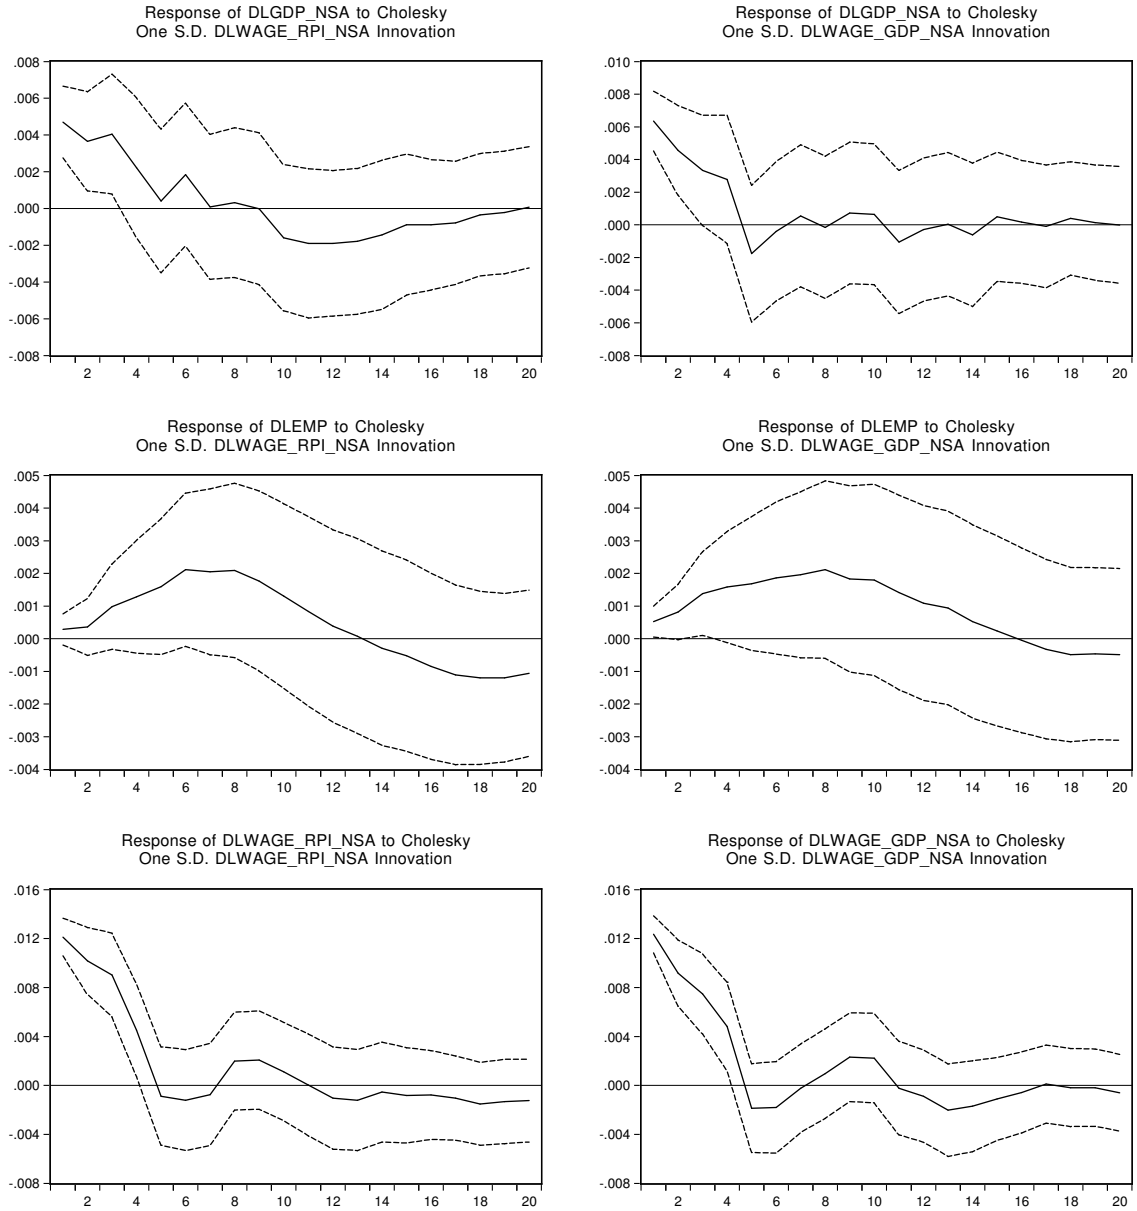 Response of DLGDP_NSA to Cholesky
One S.D. DLWAGE_RPI_NSA Innovation
.008
.006
.004
.002
.000
-.002
-.004
-.006
-.008
2 4 6 8 10 12 14 16 18 20
Response of DLGDP_NSA to Cholesky
One S.D. DLWAGE_GDP_NSA Innovation
.010
.008
.006
.004
.002
.000
-.002
-.004
-.006
-.008
2 4 6 8 10 12 14 16 18 20
Response of DLEMP to Cholesky
One S.D. DLWAGE_RPI_NSA Innovation
.005
.004
.003
.002
.001
.000
-.001
-.002
-.003
-.004
2 4 6 8 10 12 14 16 18 20
Response of DLEMP to Cholesky
One S.D. DLWAGE_GDP_NSA Innovation
.005
.004
.003
.002
.001
.000
-.001
-.002
-.003
-.004
2 4 6 8 10 12 14 16 18 20
Response of DLWAGE_RPI_NSA to Cholesky
One S.D. DLWAGE_RPI_NSA Innovation
.016
.012
.008
.004
.000
-.004
-.008
2 4 6 8 10 12 14 16 18 20
Response of DLWAGE_GDP_NSA to Cholesky
One S.D. DLWAGE_GDP_NSA Innovation
.016
.012
.008
.004
.000
-.004
-.008
2 4 6 8 10 12 14 16 18 20